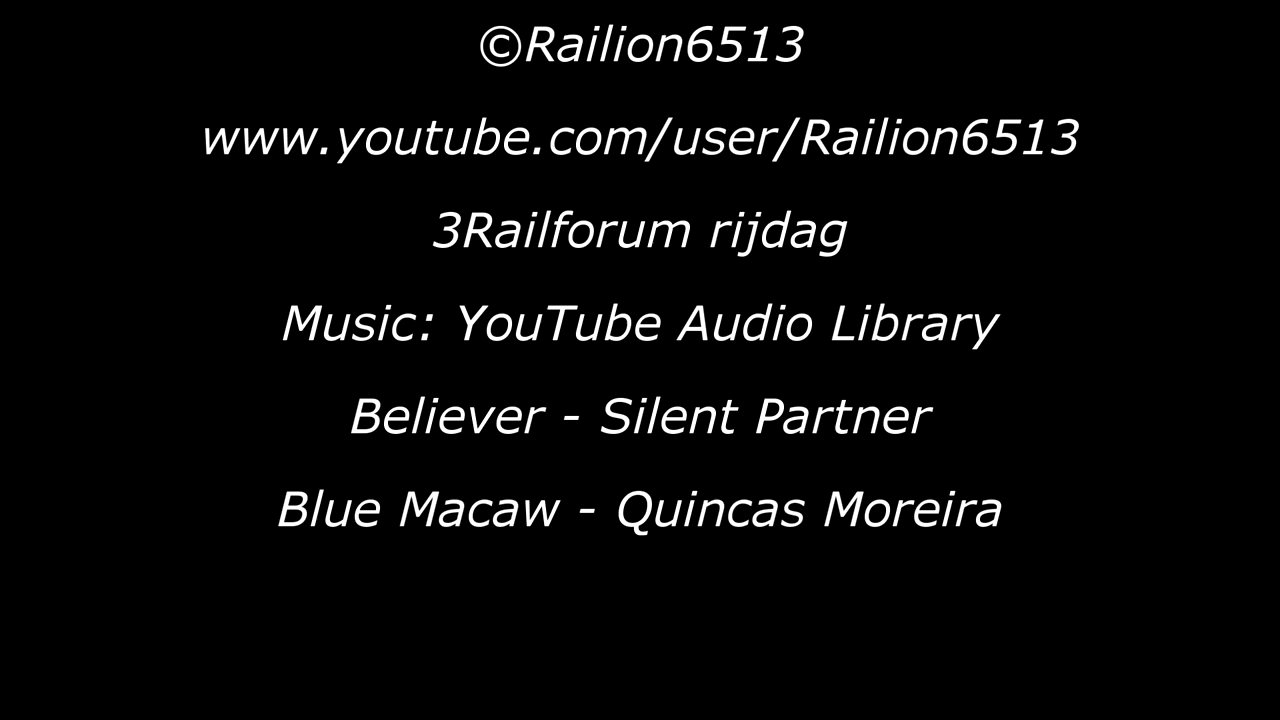 ©Railion6513
www.youtube.com/user/Railion6513
3Railforum rijdag
Music: YouTube Audio Library
Believer - Silent Partner
Blue Macaw - Quincas Moreira